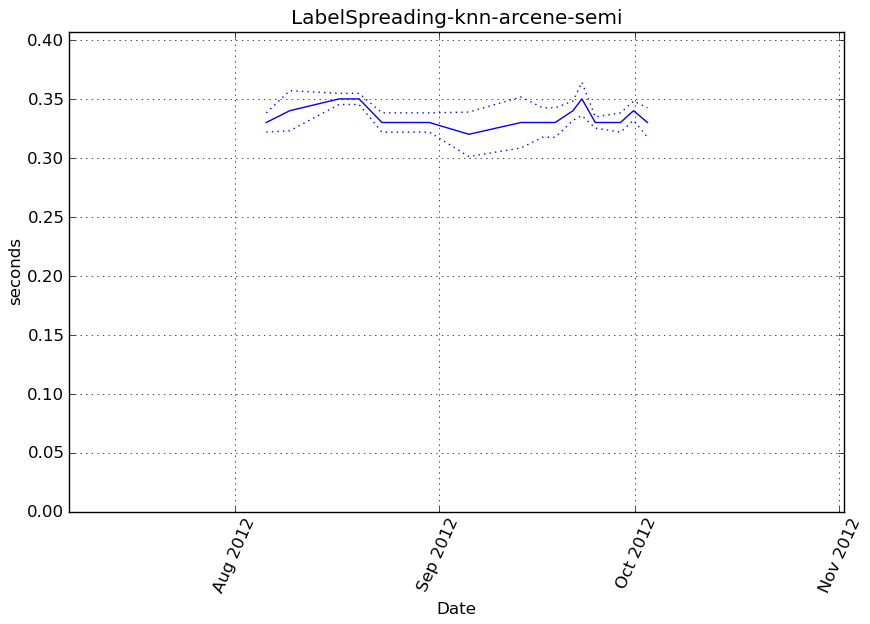 LabelSpreading-knn-arcene-semi
0.40
0.35
0.30
0.25
0.20
0.15
0.10
0.05
0.00
seconds
Aug 2012
Sep 2012
Oct 2012
Nov 2012
Date